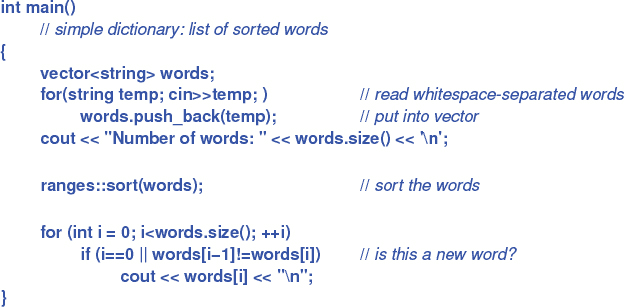 int main()
// simple dictionary: list of sorted words
{
vector<string> words;
for(string temp; cin>>temp; ) // read whitespace-separated words
words.push_back(temp); // put into vector
cout << "Number of words: " << words.size() << '\n';
ranges::sort(words); // sort the words
for (int i = 0; i<words.size(); ++i)
if (i==0 || words[i−1]!=words[i]) // is this a new word?
cout << words[i] << "\n";
}